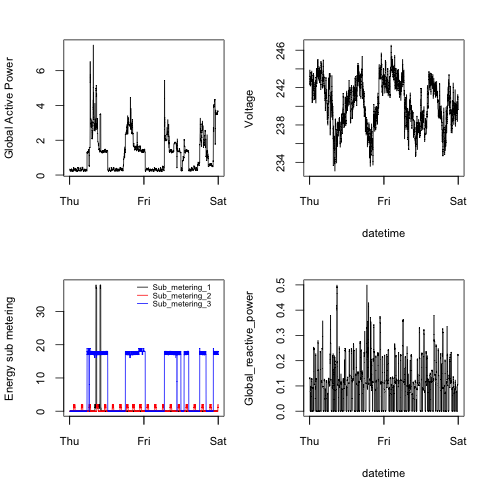 Global Active Power
6
4
2
0
Thu
Fri
Sat
Voltage
246
242
238
234
Thu
Fri
Sat
datetime
Energy sub metering
30
20
10
0
Sub_metering_1
Sub_metering_2
Sub_metering_3
Thu
Fri
Sat
Global_reactive_power
0.5
0.4
0.3
0.2
0.1
0.0
Thu
Fri
Sat
datetime